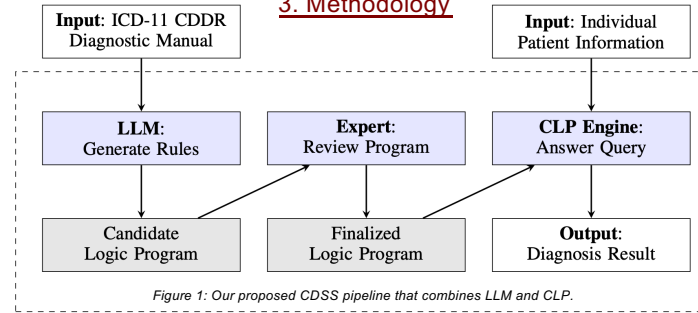 3. Methodology
Input: ICD-11 CDDR
Diagnostic Manual
Input: Individual
Patient Information
LLM:
Generate Rules
Expert:
Review Program
CLP Engine:
Answer Query
Candidate
Logic Program
Finalized
Logic Program
Output:
Diagnosis Result
Figure 1: Our proposed CDSS pipeline that combines LLM and CLP.